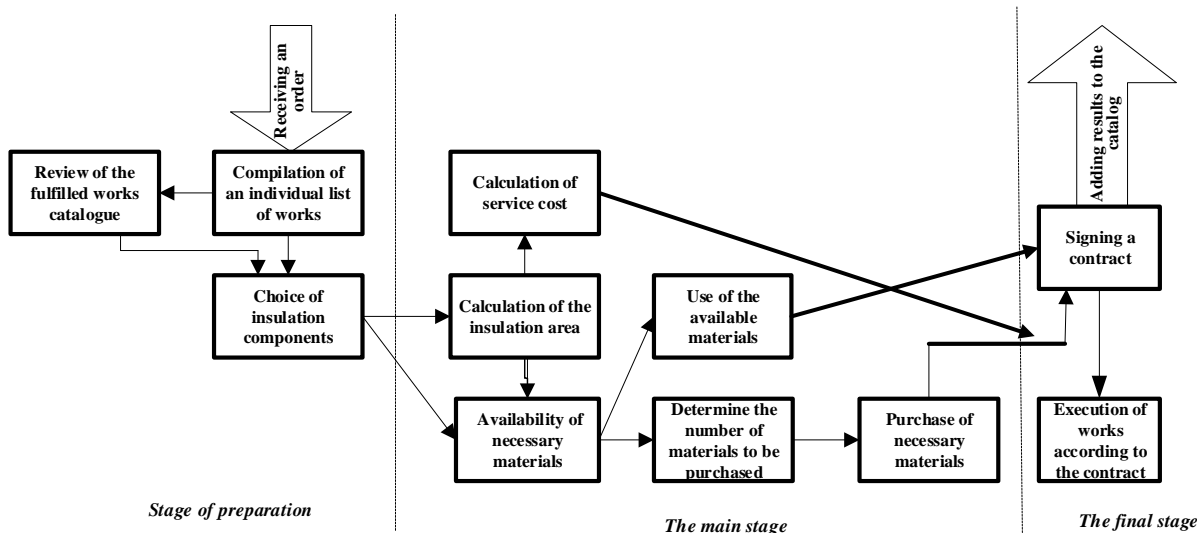 Receiving an
order
Review of the
fulfilled works
catalogue
Compilation of
an individual list
of works
Choice of
insulation
components
Stage of preparation
Calculation of
service cost
Calculation of the
insulation area
Use of the
available
materials
Availability of
necessary
materials
Determine the
number of
materials to be
purchased
Purchase of
necessary
materials
The main stage
Adding results to the
catalog
Signing a
contract
Execution of
works
according to
the contract
The final stage